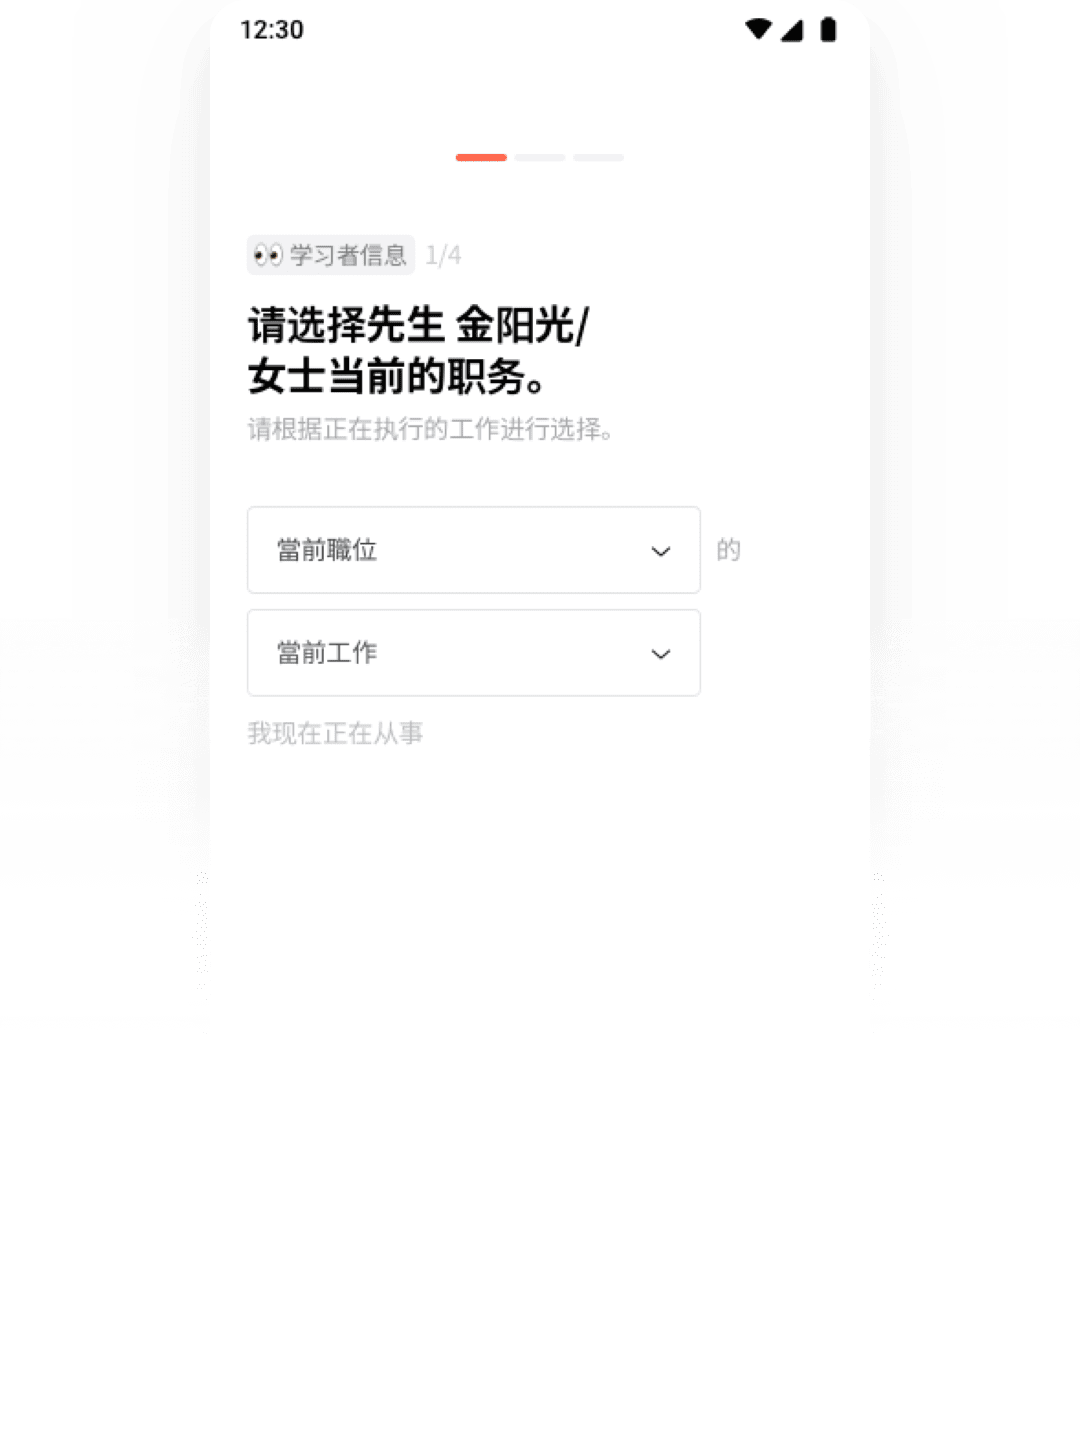 12:30
👀 学习者信息 1/4
请选择先生 金阳光/
女士当前的职务。
请根据正在执行的工作进行选择。
當前職位 的
當前工作
我现在正在从事